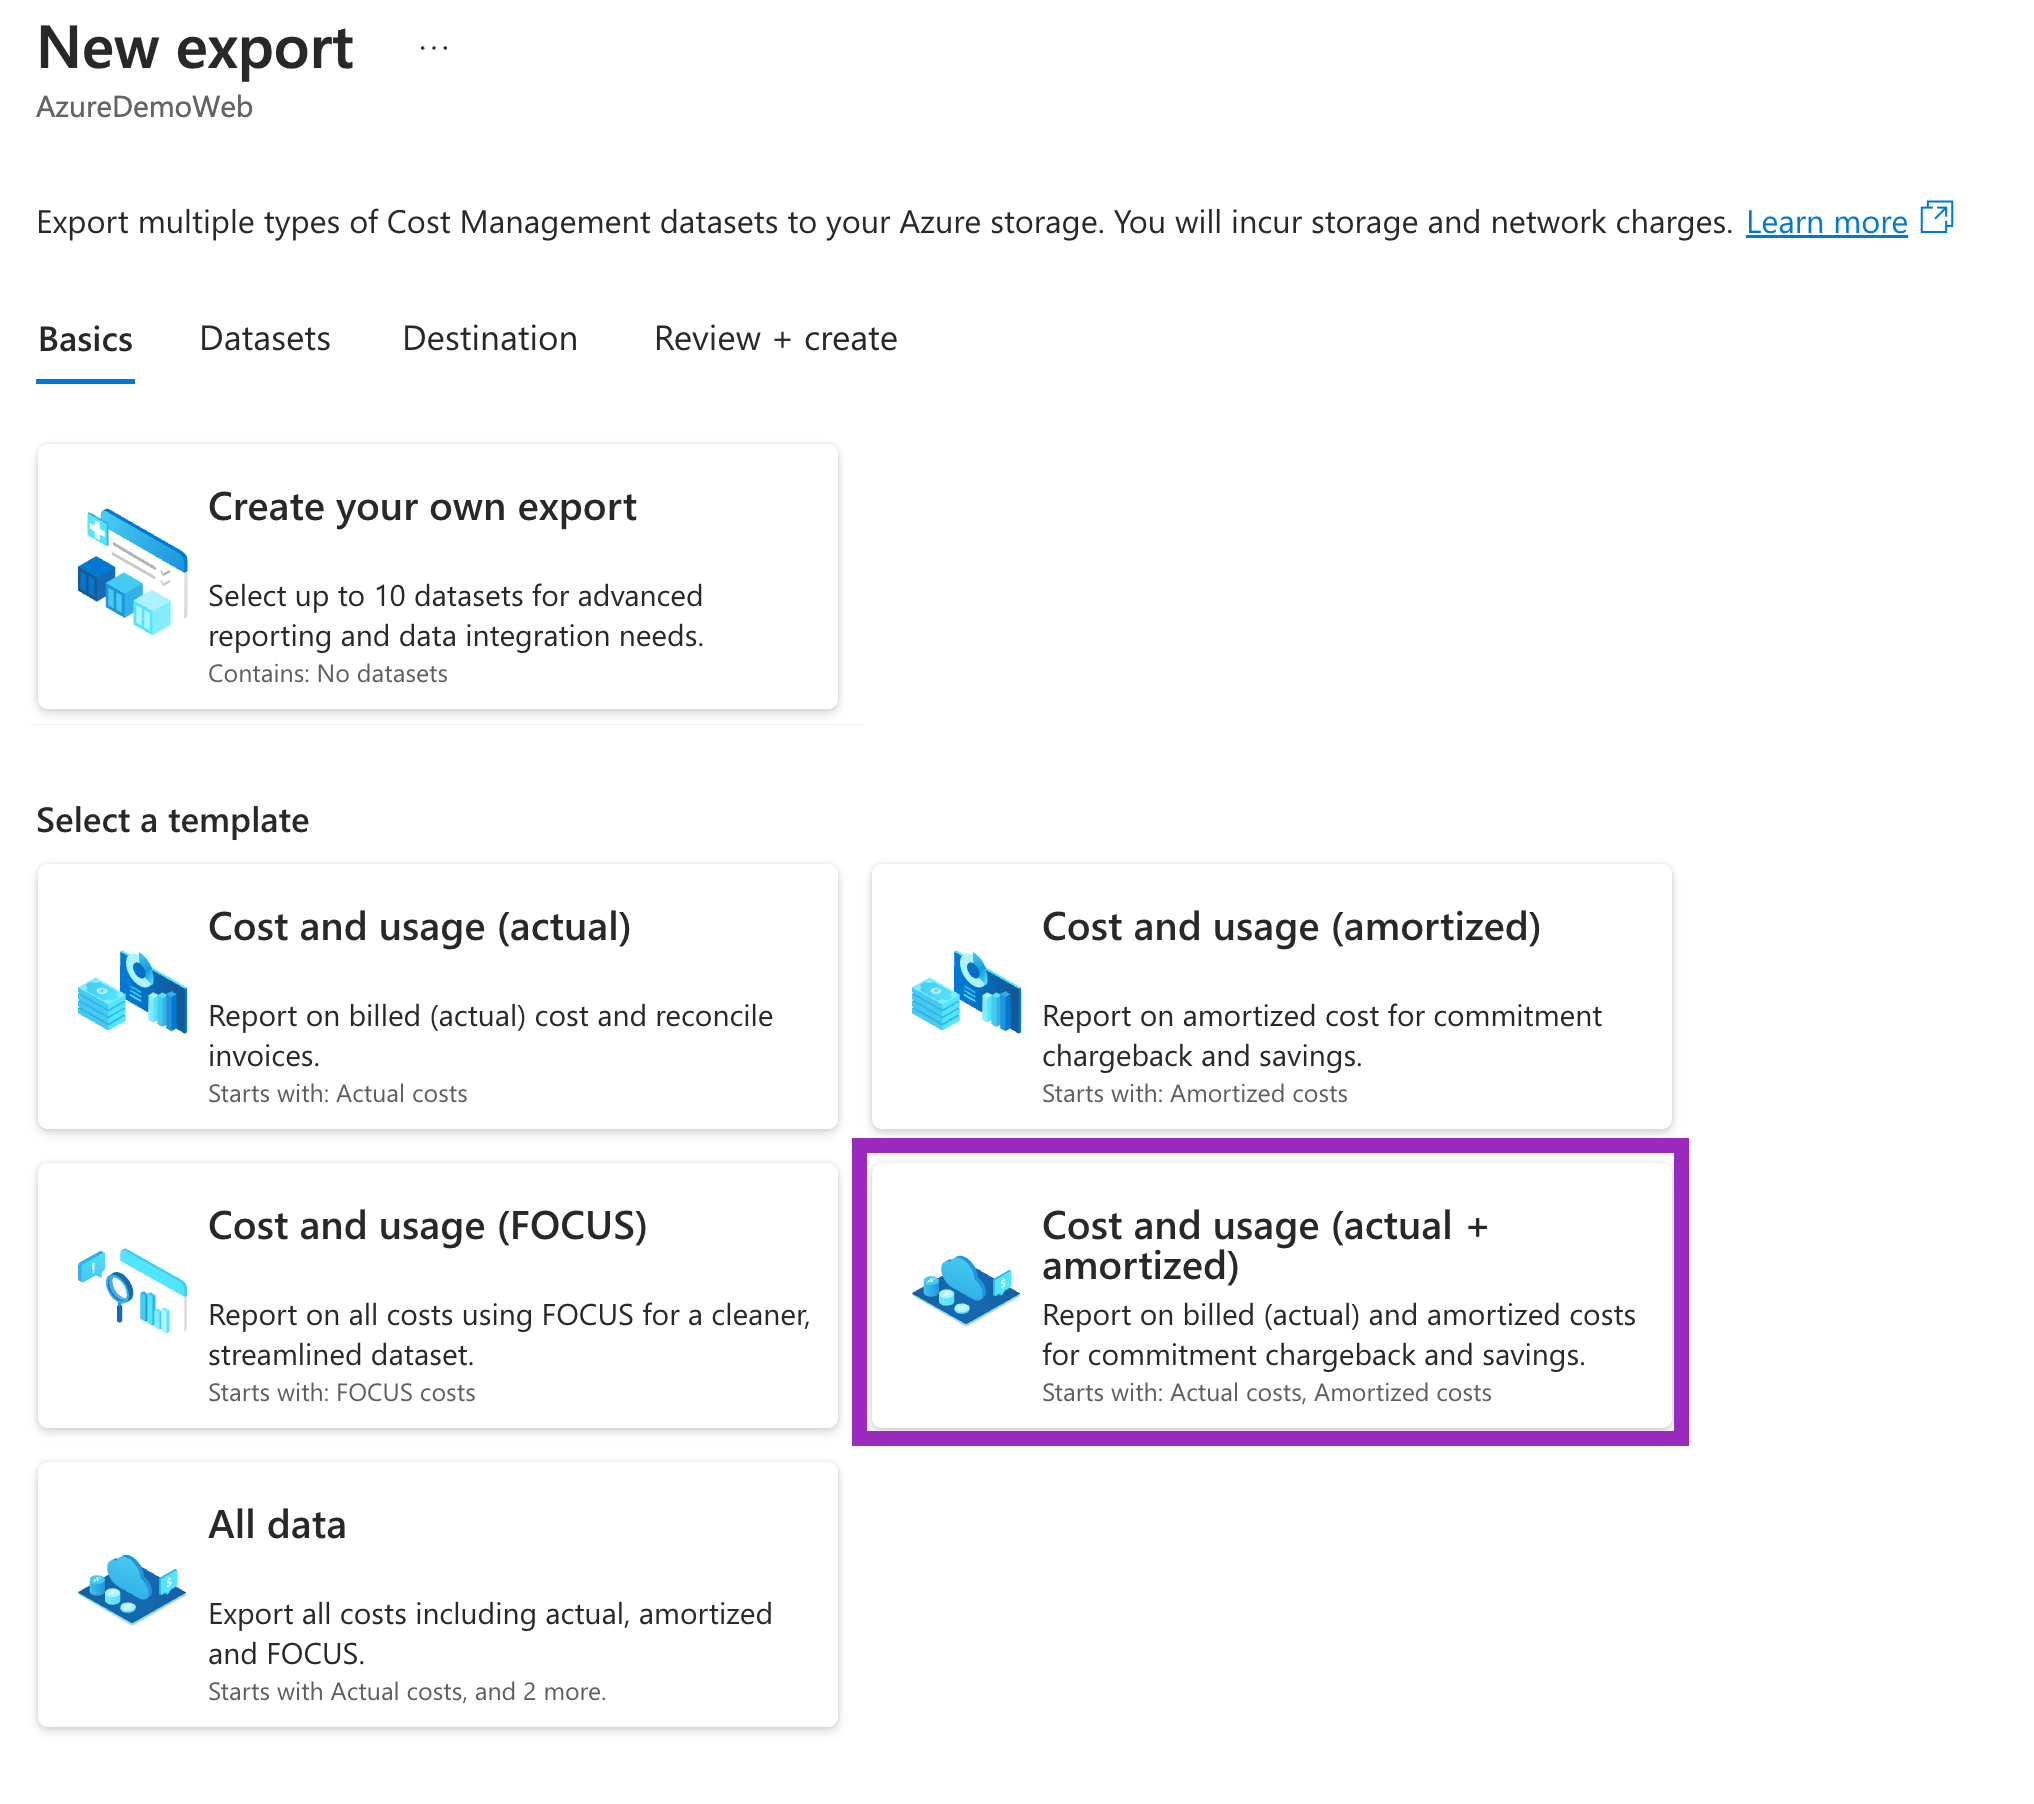 New export ...
AzureDemoWeb
Export multiple types of Cost Management datasets to your Azure storage. You will incur storage and network charges. Learn more
Basics Datasets Destination Review + create
Create your own export
Select up to 10 datasets for advanced
reporting and data integration needs.
Contains: No datasets
Select a template
Cost and usage (actual)
Report on billed (actual) cost and reconcile
invoices.
Starts with: Actual costs
Cost and usage (amortized)
Report on amortized cost for commitment
chargeback and savings.
Starts with: Amortized costs
Cost and usage (FOCUS)
Report on all costs using FOCUS for a cleaner,
streamlined dataset.
Starts with: FOCUS costs
Cost and usage (actual +
amortized)
Report on billed (actual) and amortized costs
for commitment chargeback and savings.
Starts with: Actual costs, Amortized costs
All data
Export all costs including actual, amortized
and FOCUS.
Starts with Actual costs, and 2 more.